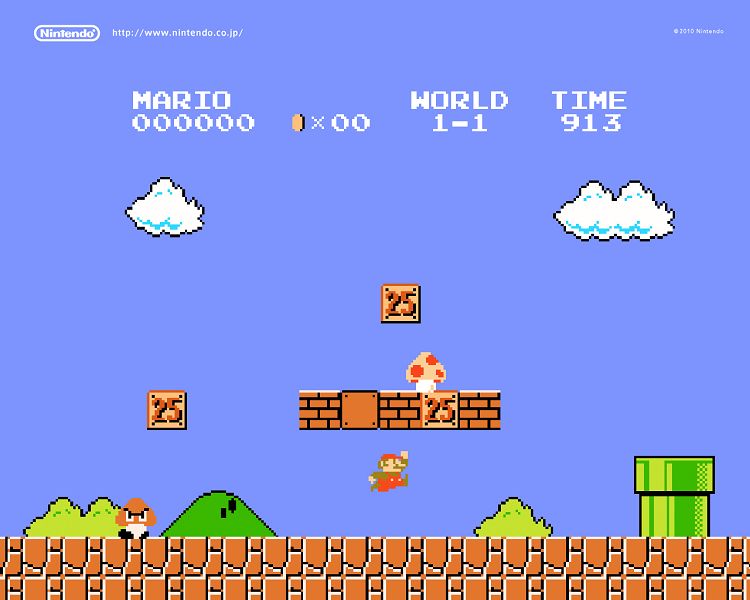 Nintendo
http://www.nintendo.co.jp/
©2010 Nintendo
MARIO WORLD TIME
000000 ×00 1-1 913
25
25 25